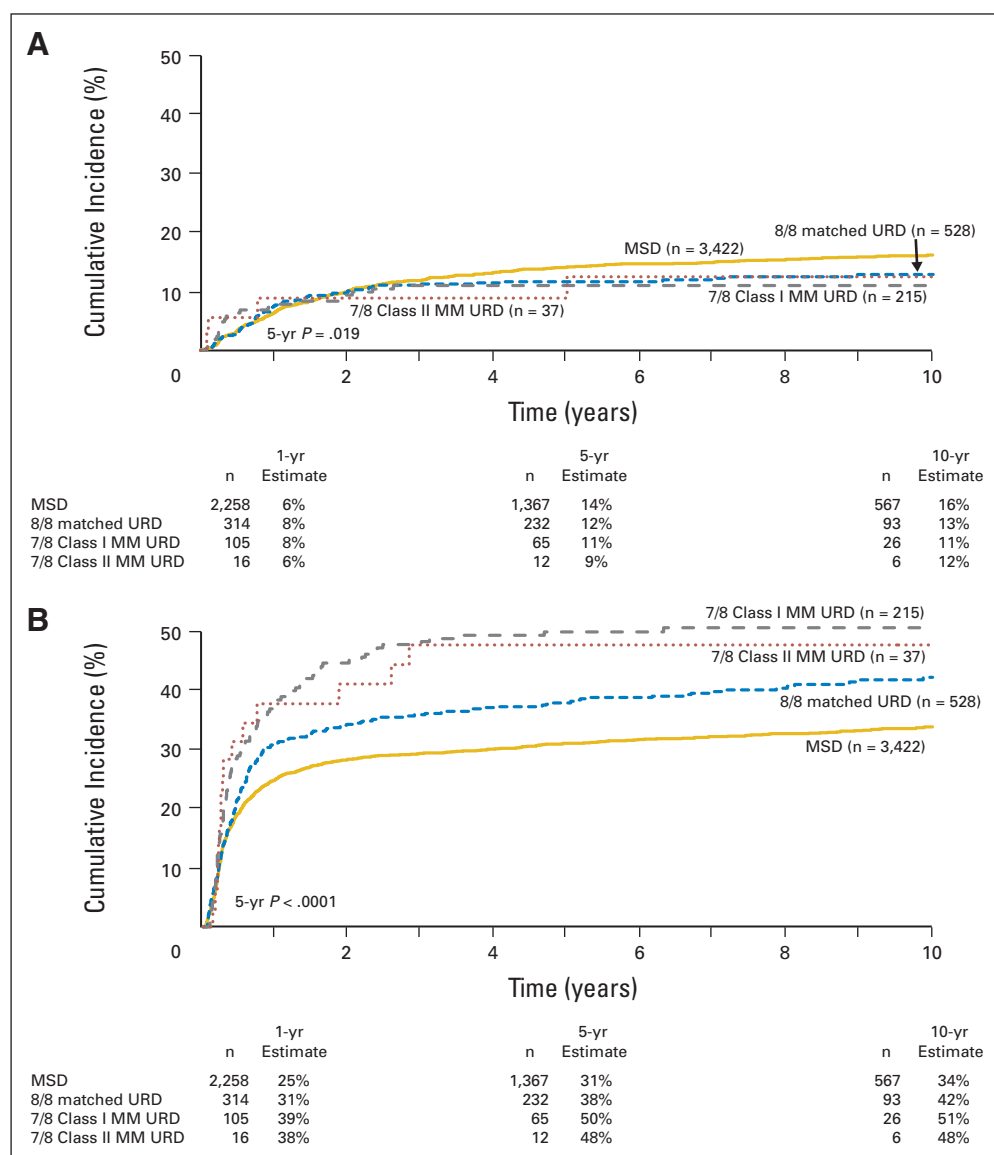 A
Cumulative Incidence (%)
50
40
30
20
10
0
8/8 matched URD (n = 528)
MSD (n = 3,422)
7/8 Class II MM URD (n = 37)
7/8 Class I MM URD (n = 215)
5-yr P = .019
2 4 6 8 10
Time (years)
1-yr 5-yr 10-yr
n Estimate n Estimate n Estimate
MSD 2,258 6% 1,367 14% 567 16%
8/8 matched URD 314 8% 232 12% 93 13%
7/8 Class I MM URD 105 8% 65 11% 26 11%
7/8 Class II MM URD 16 6% 12 9% 6 12%
B
Cumulative Incidence (%)
50
40
30
20
10
0
7/8 Class I MM URD (n = 215)
7/8 Class II MM URD (n = 37)
8/8 matched URD (n = 528)
MSD (n = 3,422)
5-yr P < .0001
2 4 6 8 10
Time (years)
1-yr 5-yr 10-yr
n Estimate n Estimate n Estimate
MSD 2,258 25% 1,367 31% 567 34%
8/8 matched URD 314 31% 232 38% 93 42%
7/8 Class I MM URD 105 39% 65 50% 26 51%
7/8 Class II MM URD 16 38% 12 48% 6 48%